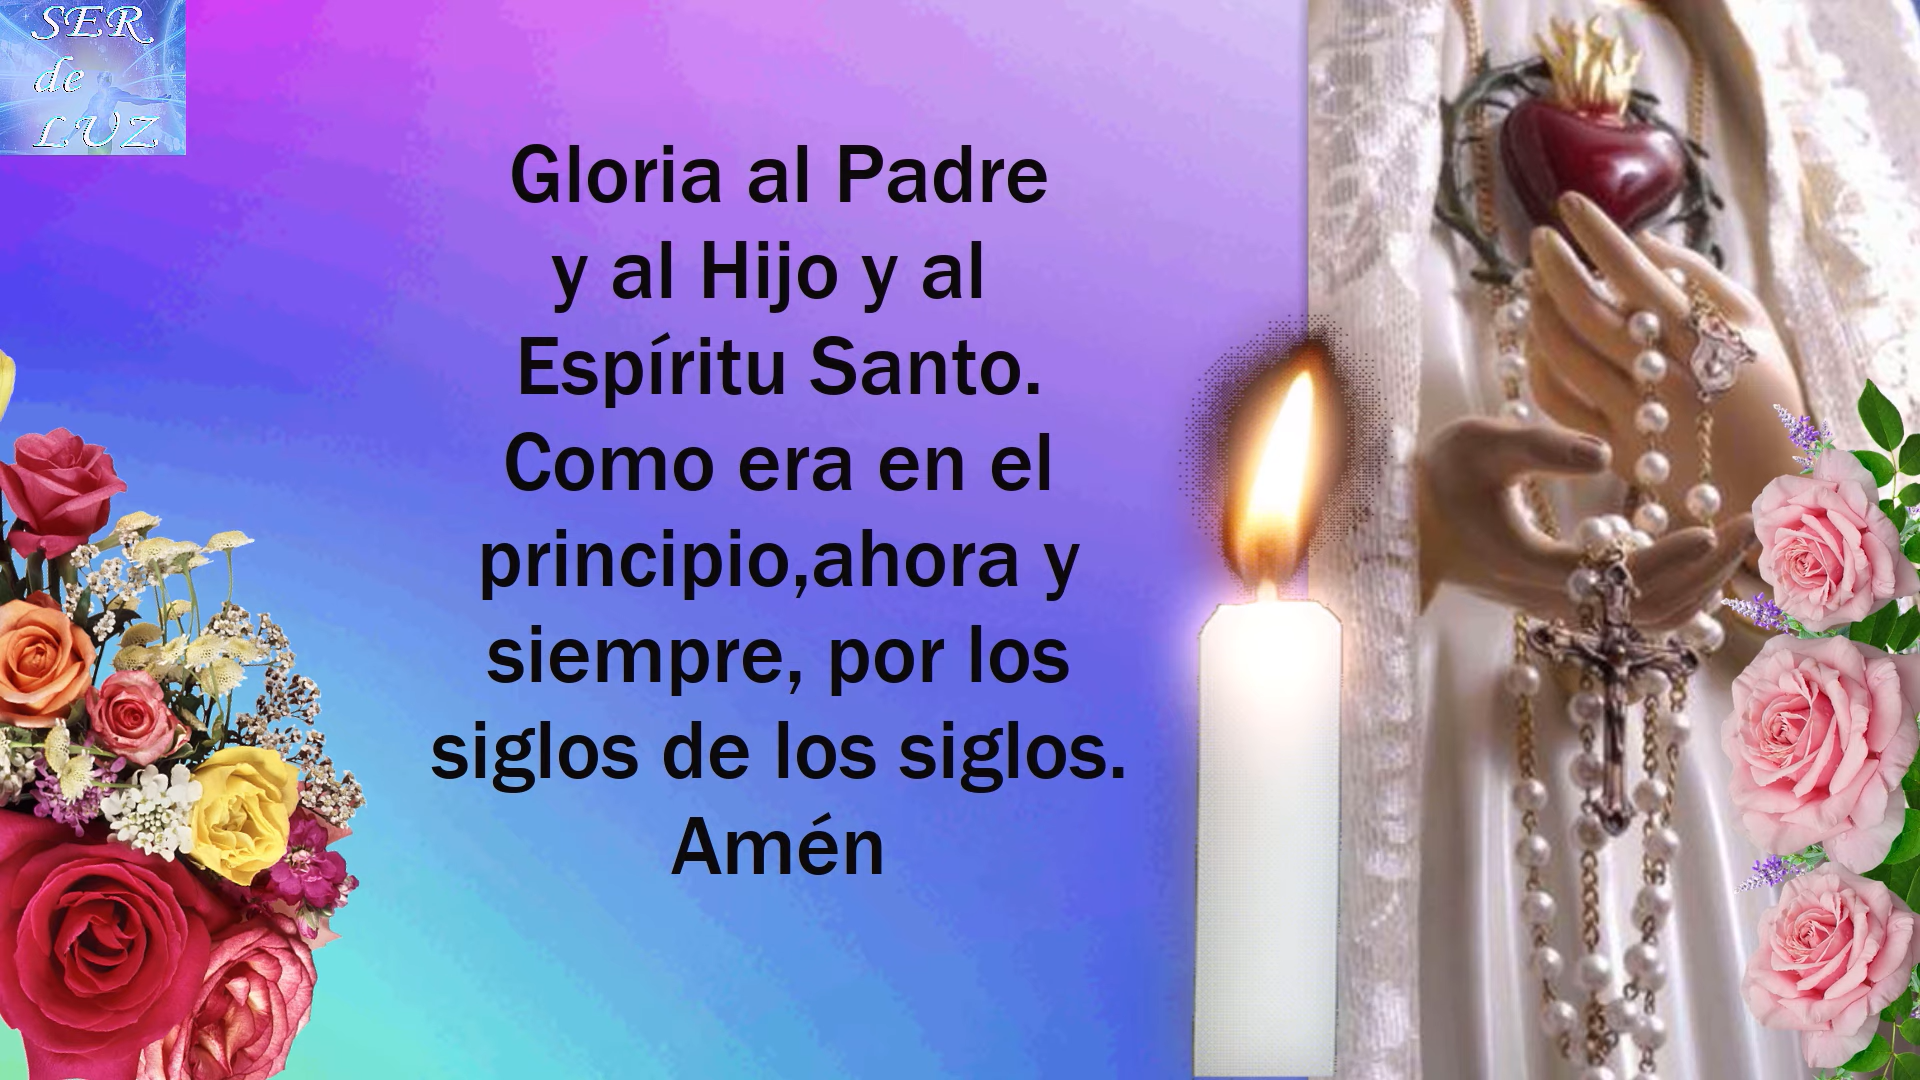 SER
de
LUZ
Gloria al Padre
y al Hijo y al
Espíritu Santo.
Como era en el
principio,ahora y
siempre, por los
siglos de los siglos.
Amén